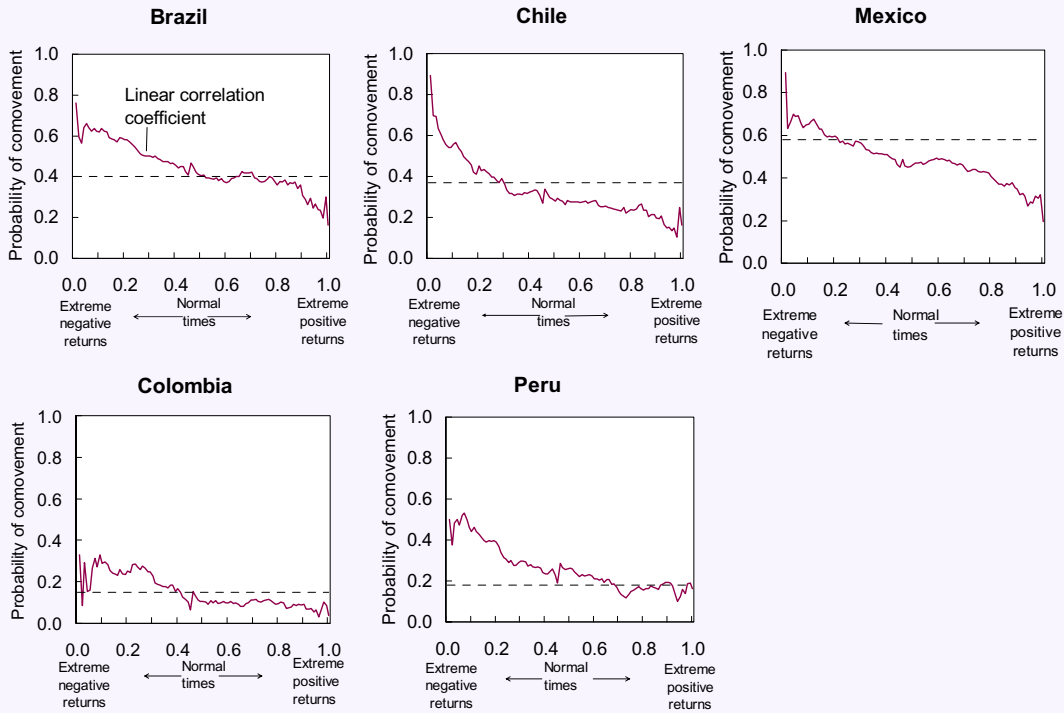 Brazil
Probability of comovement
1.0
0.8
0.6
0.4
0.2
0.0
Linear correlation
coefficient
0.0 0.2 0.4 0.6 0.8 1.0
Extreme
negative
returns
Normal
times
Extreme
positive
returns
Chile
Probability of comovement
1.0
0.8
0.6
0.4
0.2
0.0
0.0 0.2 0.4 0.6 0.8 1.0
Extreme
negative
returns
Normal
times
Extreme
positive
returns
Mexico
Probability of comovement
1.0
0.8
0.6
0.4
0.2
0.0
0.0 0.2 0.4 0.6 0.8 1.0
Extreme
negative
returns
Normal
times
Extreme
positive
returns
Colombia
Probability of comovement
1.0
0.8
0.6
0.4
0.2
0.0
0.0 0.2 0.4 0.6 0.8 1.0
Extreme
negative
returns
Normal
times
Extreme
positive
returns
Peru
Probability of comovement
1.0
0.8
0.6
0.4
0.2
0.0
0.0 0.2 0.4 0.6 0.8 1.0
Extreme
negative
returns
Normal
times
Extreme
positive
returns